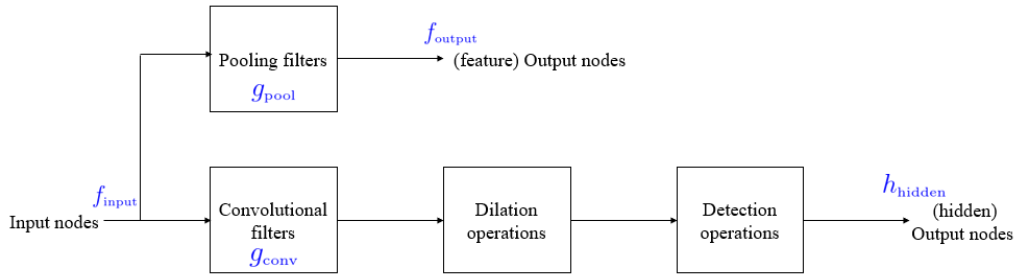 f_output
Pooling filters
(feature) Output nodes
g_pool
f_input
h_hidden
Input nodes
Convolutional
filters
g_conv
Dilation
operations
Detection
operations
(hidden)
Output nodes